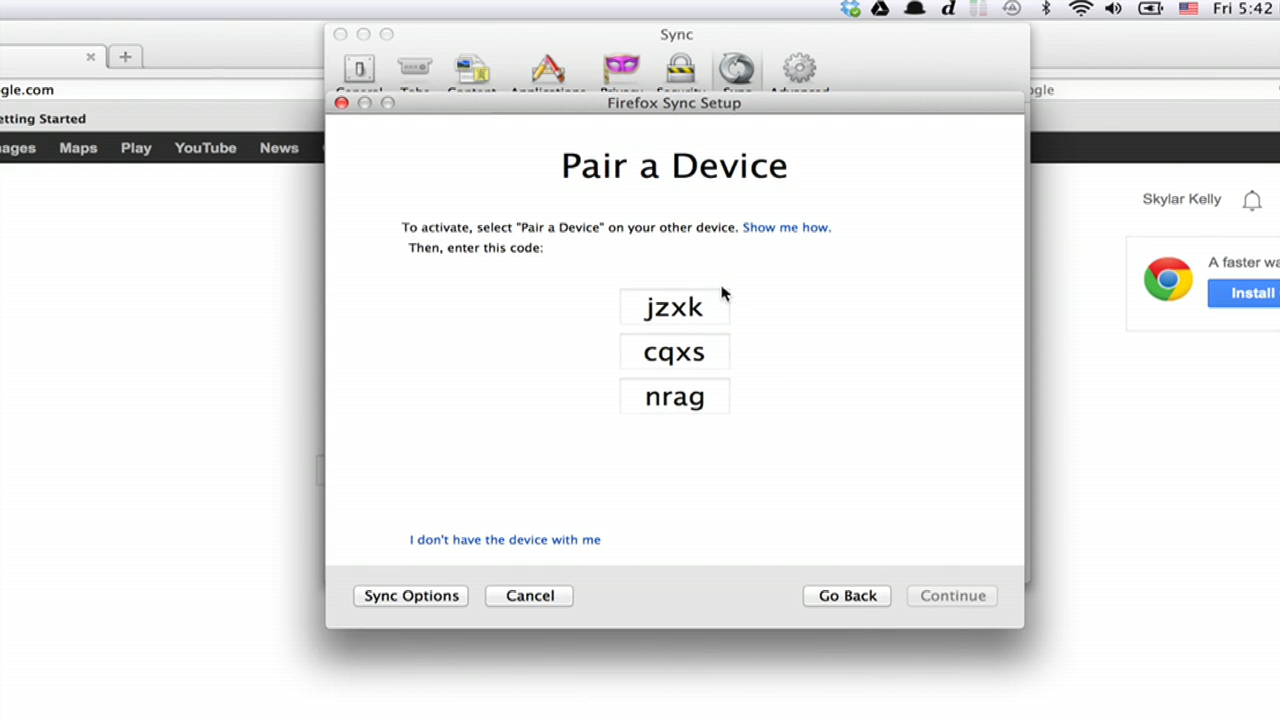 Fri 5:42
Sync
gle.com
ogle
Firefox Sync Setup
etting Started
ages Maps Play YouTube News
Pair a Device
Skylar Kelly
To activate, select "Pair a Device" on your other device. Show me how.
Then, enter this code:
A faster wa
Install
jzxk
cqxs
nrag
I don't have the device with me
Sync Options Cancel Go Back Continue